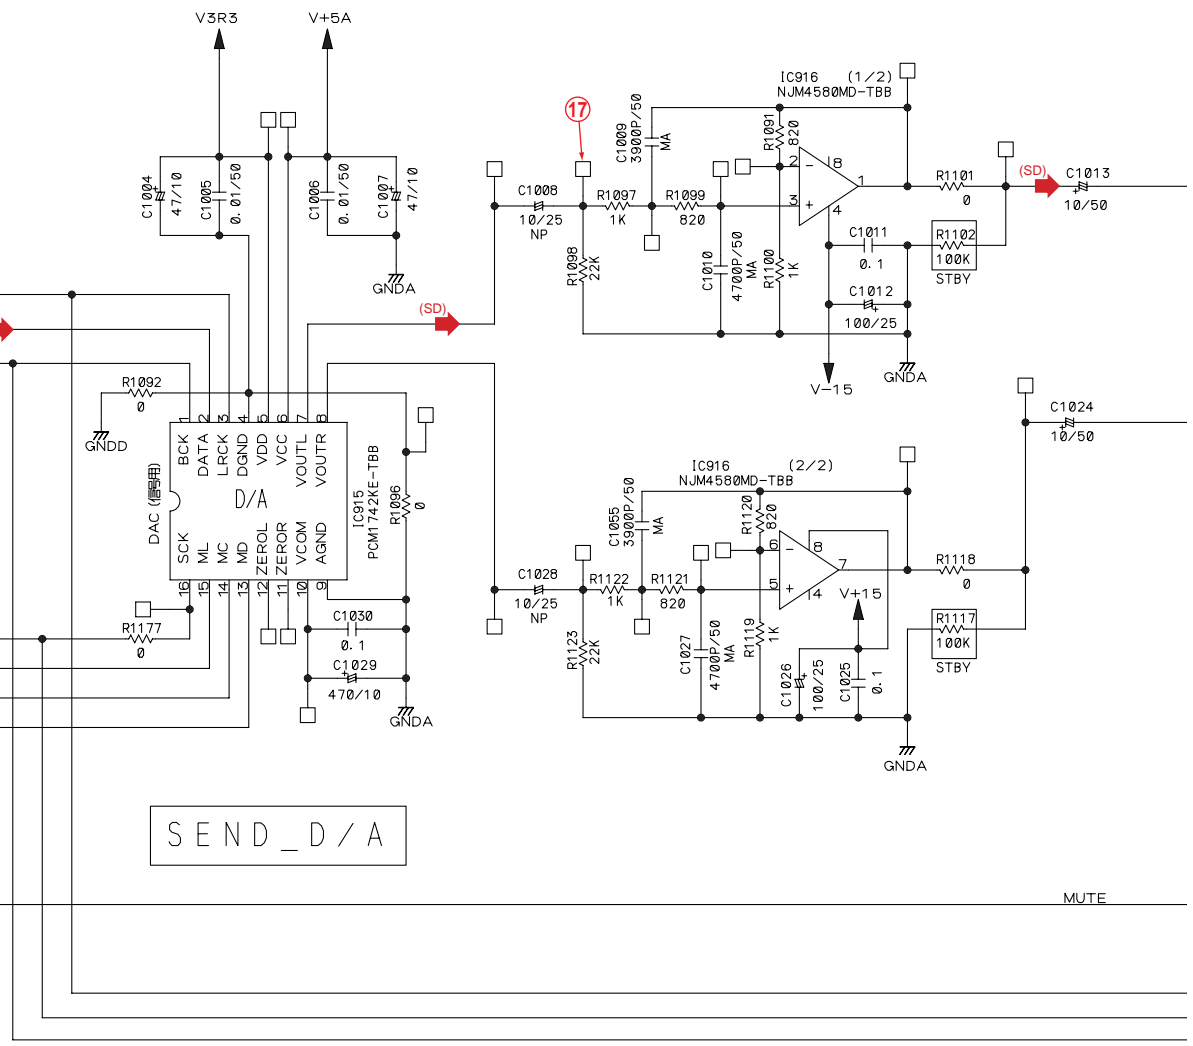 V3R3
V+5A
17
IC916 (1/2)
NJM4580MD-TBB
C1009
3900P/50
MA
R1091
820
C1004
47/10
C1005
0.01/50
C1006
0.01/50
C1007
47/10
C1008
10/25
NP
R1097
1K
R1099
820
2
8
3
4
1
-
+
R1101
0
(SD)
C1013
10/50
R1098
22K
C1010
4700P/50
MA
R1100
1K
C1011
0.1
R1102
100K
STBY
C1012
+
100/25
GNDA
(SD)
V-15
GNDA
R1092
0
GNDD
1 2 3 4 5 6 7 8
BCK
DATA
LRCK
DGND
VDD
VCC
VOUTL
VOUTR
D/A
DAC (信号用)
IC915
PCM1742KE-TBB
R1096
0
SCK
ML
MC
MD
ZEROL
ZEROR
VCOM
AGND
16 15 14 13 12 11 10 9
R1177
0
C1030
0.1
C1029
+
470/10
GNDA
C1024
+
10/50
IC916 (2/2)
NJM4580MD-TBB
C1055
3900P/50
MA
R1120
820
6
8
5
4
7
-
+
C1028
10/25
NP
R1122
1K
R1121
820
R1118
0
V+15
R1123
22K
C1027
4700P/50
MA
R1119
1K
C1026
100/25
C1025
0.1
R1117
100K
STBY
GNDA
SEND_D/A
MUTE